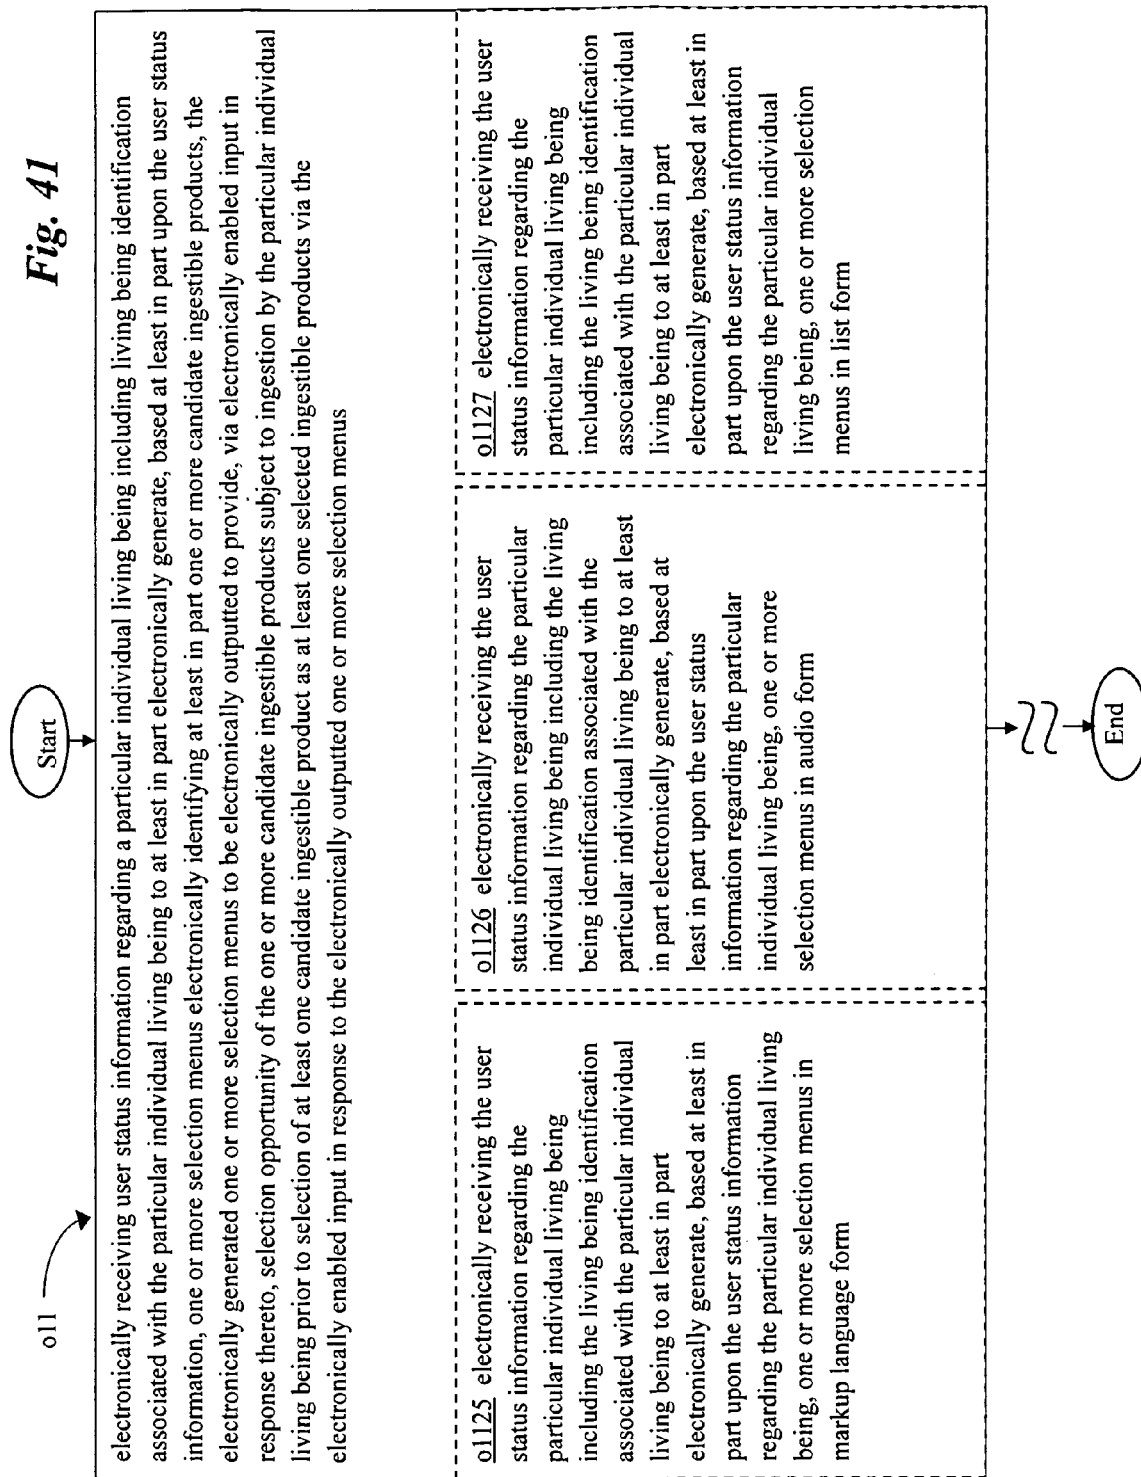 Fig. 41
o11
Start
electronically receiving user status information regarding a particular individual living being including living being identification
associated with the particular individual living being to at least in part electronically generate, based at least in part upon the user status
information, one or more selection menus electronically identifying at least in part one or more candidate ingestible products, the
electronically generated one or more selection menus to be electronically outputted to provide, via electronically enabled input in
response thereto, selection opportunity of the one or more candidate ingestible products subject to ingestion by the particular individual
living being prior to selection of at least one candidate ingestible product as at least one selected ingestible products via the
electronically enabled input in response to the electronically outputted one or more selection menus
o1125 electronically receiving the user
status information regarding the
particular individual living being
including the living being identification
associated with the particular individual
living being to at least in part
electronically generate, based at least in
part upon the user status information
regarding the particular individual living
being, one or more selection menus in
markup language form
o1126 electronically receiving the user
status information regarding the particular
individual living being including the living
being identification associated with the
particular individual living being to at least
in part electronically generate, based at
least in part upon the user status
information regarding the particular
individual living being, one or more
selection menus in audio form
o1127 electronically receiving the user
status information regarding the
particular individual living being
including the living being identification
associated with the particular individual
living being to at least in part
electronically generate, based at least in
part upon the user status information
regarding the particular individual
living being, one or more selection
menus in list form
End